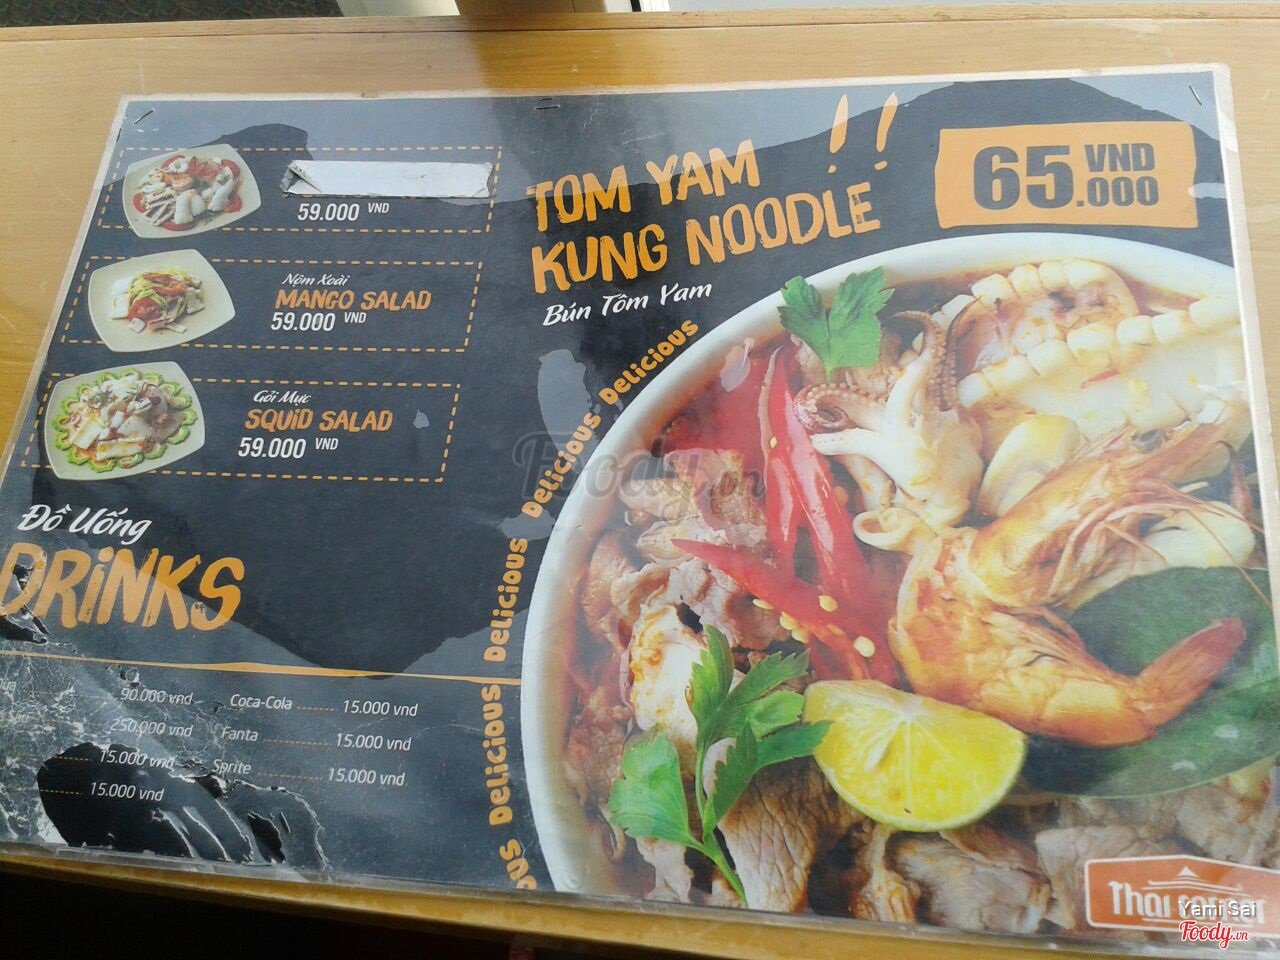 59.000 VND
Nộm Xoài
MANGO SALAD
59.000 VND
Gỏi Mực
SQUID SALAD
59.000 VND
Đồ Uống
DRINKS
90.000 vnd
250.000 vnd
15.000 vnd
15.000 vnd
Coca-Cola ........ 15.000 vnd
Fanta ........ 15.000 vnd
Sprite ........ 15.000 vnd
TOM YAM
KUNG NOODLE !!
Bún Tôm Yam
65.000 VND
Delicious Delicious Delicious Delicious
Thai Corner
Foody.vn
Yami Sai
Foody.vn